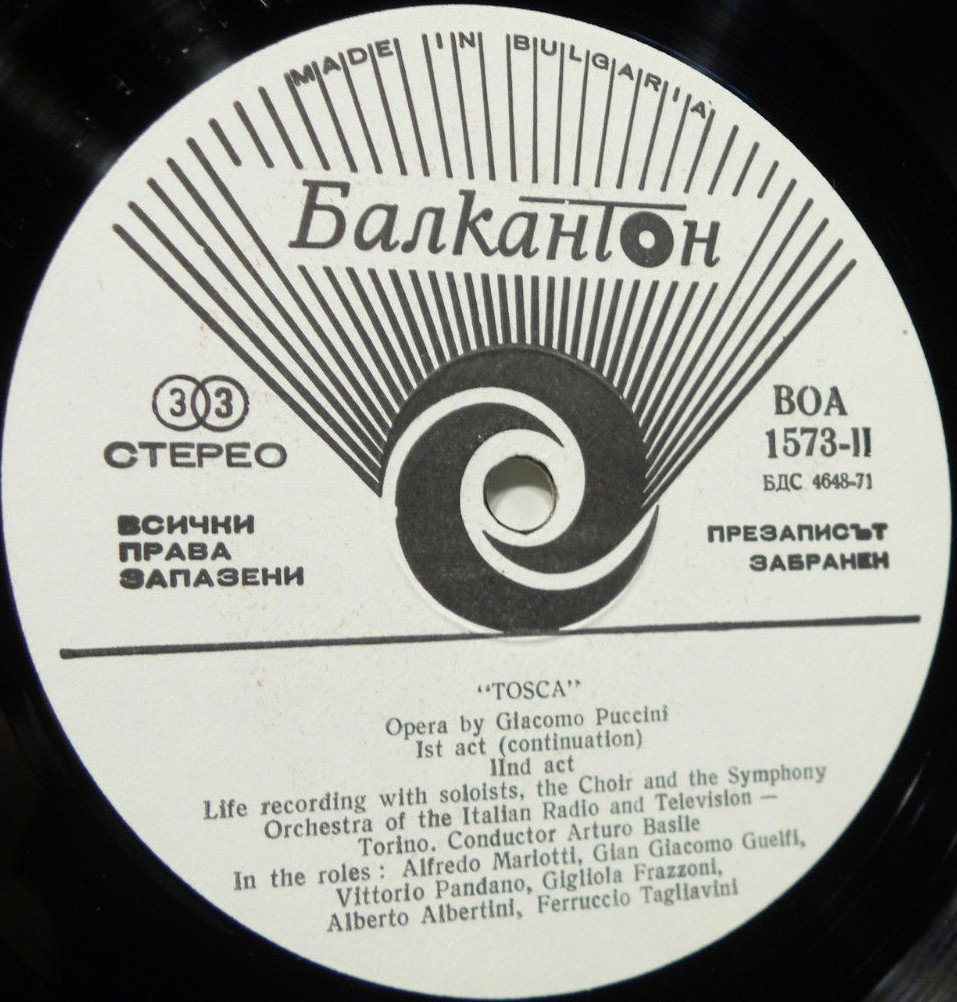 MADE IN BULGARIA
Балкантон
33
СТЕРЕО
ВСИЧКИ
ПРАВА
ЗАПАЗЕНИ
ВОА
1573-II
БДС 4648-71
ПРЕЗАПИСЪТ
ЗАБРАНЕН
“TOSCA”
Opera by Giacomo Puccini
Ist act (continuation)
IInd act
Life recording with soloists, the Choir and the Symphony
Orchestra of the Italian Radio and Television —
Torino. Conductor Arturo Basile
In the roles : Alfredo Mariotti, Gian Giacomo Guelfi,
Vittorio Pandano, Gigliola Frazzoni,
Alberto Albertini, Ferruccio Tagliavini